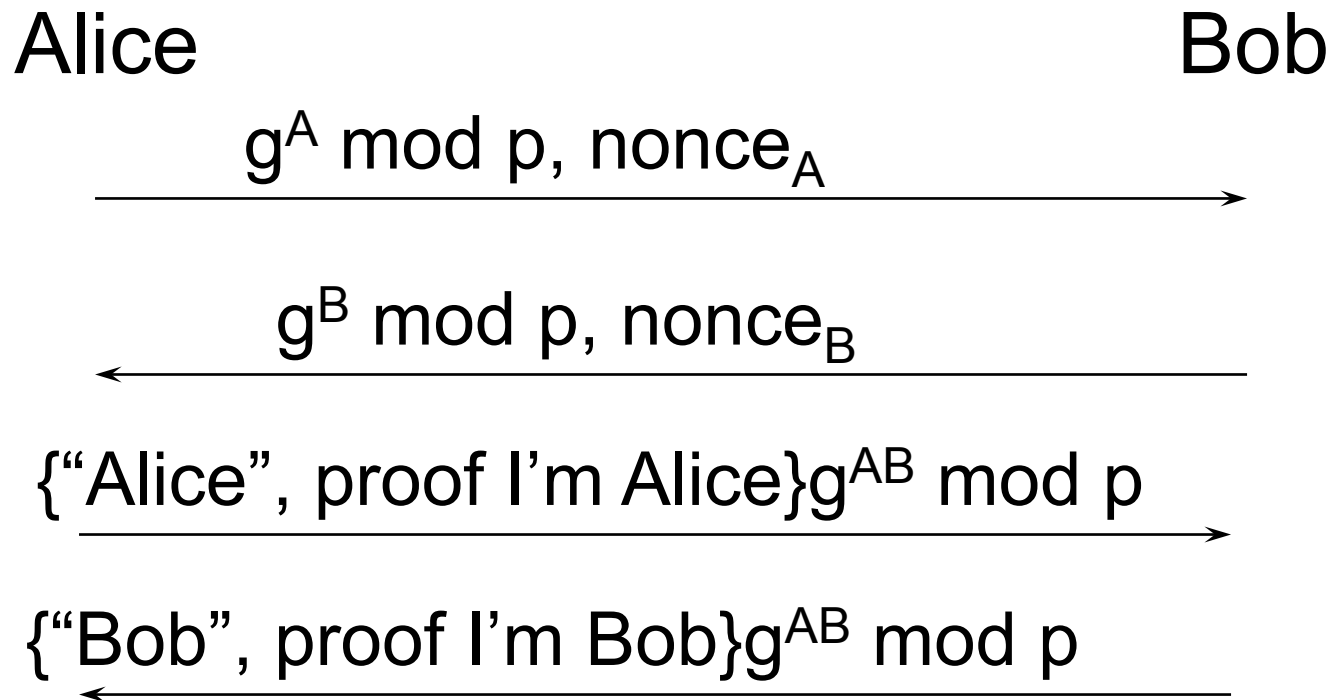 Alice Bob
g^A mod p, nonce_A
g^B mod p, nonce_B
{“Alice”, proof I’m Alice}g^AB mod p
{“Bob”, proof I’m Bob}g^AB mod p